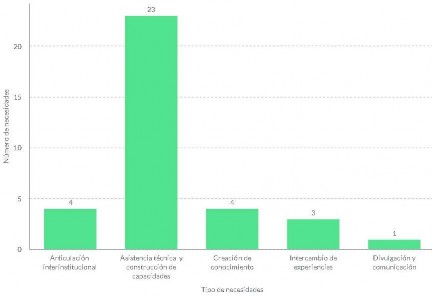 23
20
15
10
5
0
4
4
3
1
Número de necesidades
Articulación
interinstitucional
Asistencia técnica y
construcción de
capacidades
Creación de
conocimiento
Intercambio de
experiencias
Divulgación y
comunicación
Tipo de necesidades